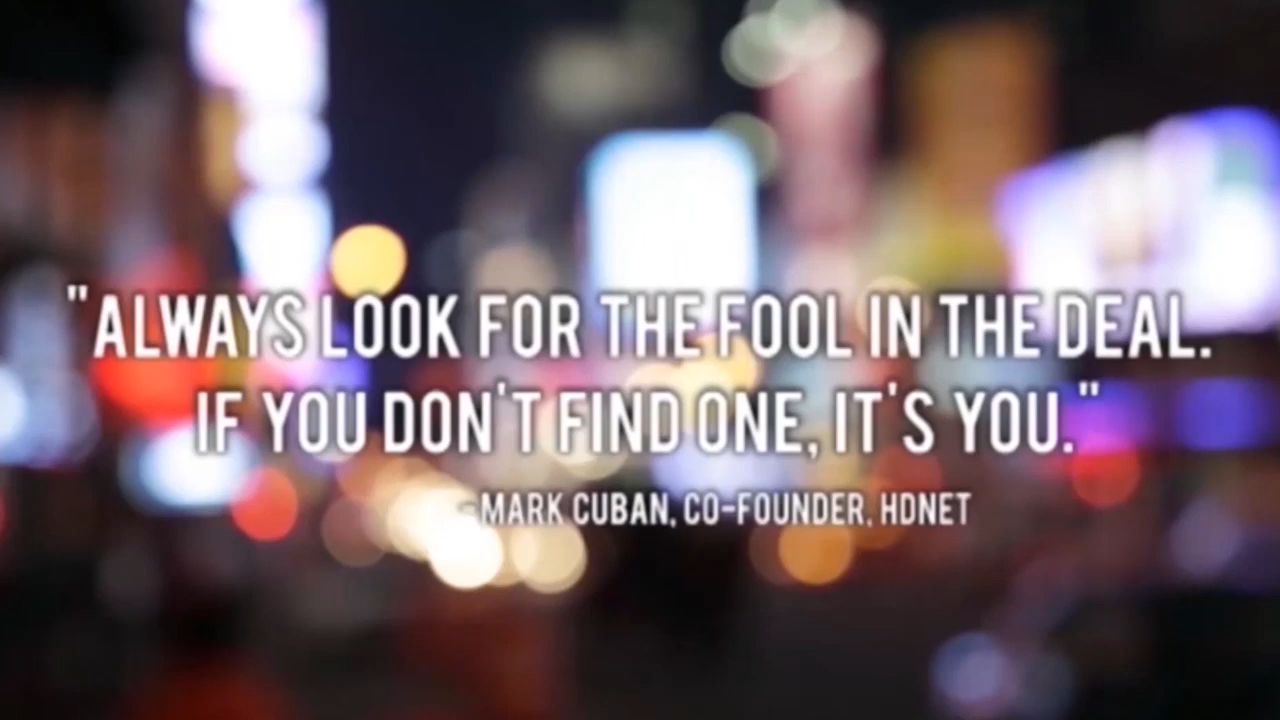 "ALWAYS LOOK FOR THE FOOL IN THE DEAL.
IF YOU DON'T FIND ONE, IT'S YOU."
-MARK CUBAN, CO-FOUNDER, HDNET